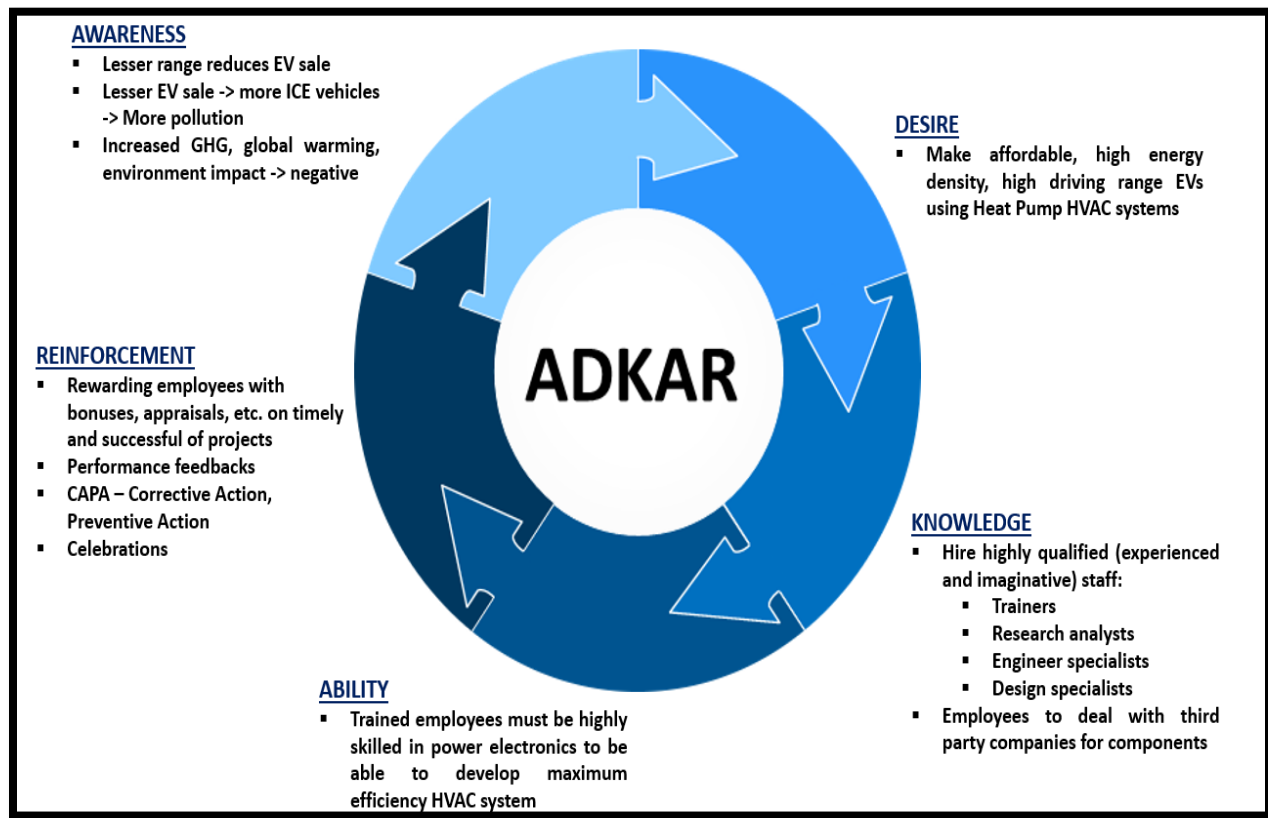 AWARENESS
▪ Lesser range reduces EV sale
▪ Lesser EV sale -> more ICE vehicles
-> More pollution
▪ Increased GHG, global warming,
environment impact -> negative
DESIRE
▪ Make affordable, high energy
density, high driving range EVs
using Heat Pump HVAC systems
ADKAR
REINFORCEMENT
▪ Rewarding employees with
bonuses, appraisals, etc. on timely
and successful of projects
▪ Performance feedbacks
▪ CAPA – Corrective Action,
Preventive Action
▪ Celebrations
KNOWLEDGE
▪ Hire highly qualified (experienced
and imaginative) staff:
▪ Trainers
▪ Research analysts
▪ Engineer specialists
▪ Design specialists
▪ Employees to deal with third
party companies for components
ABILITY
▪ Trained employees must be highly
skilled in power electronics to be
able to develop maximum
efficiency HVAC system